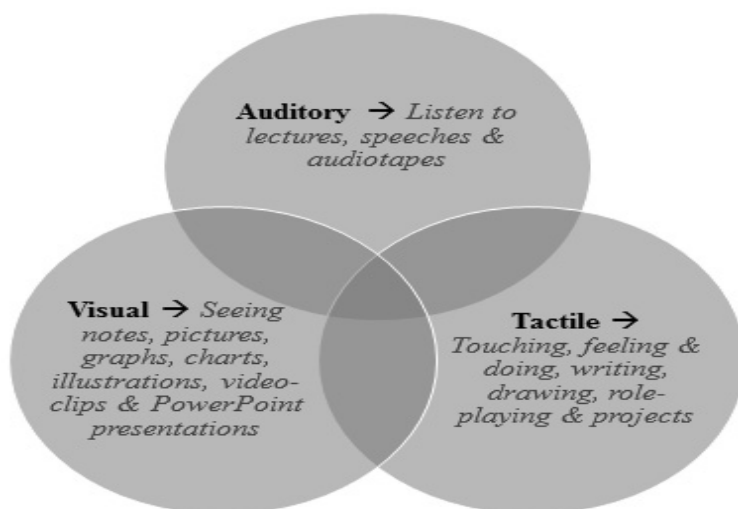 Auditory → Listen to
lectures, speeches &
audiotapes
Visual → Seeing
notes, pictures,
graphs, charts,
illustrations, video-
clips & PowerPoint
presentations
Tactile →
Touching, feeling &
doing, writing,
drawing, role-
playing & projects